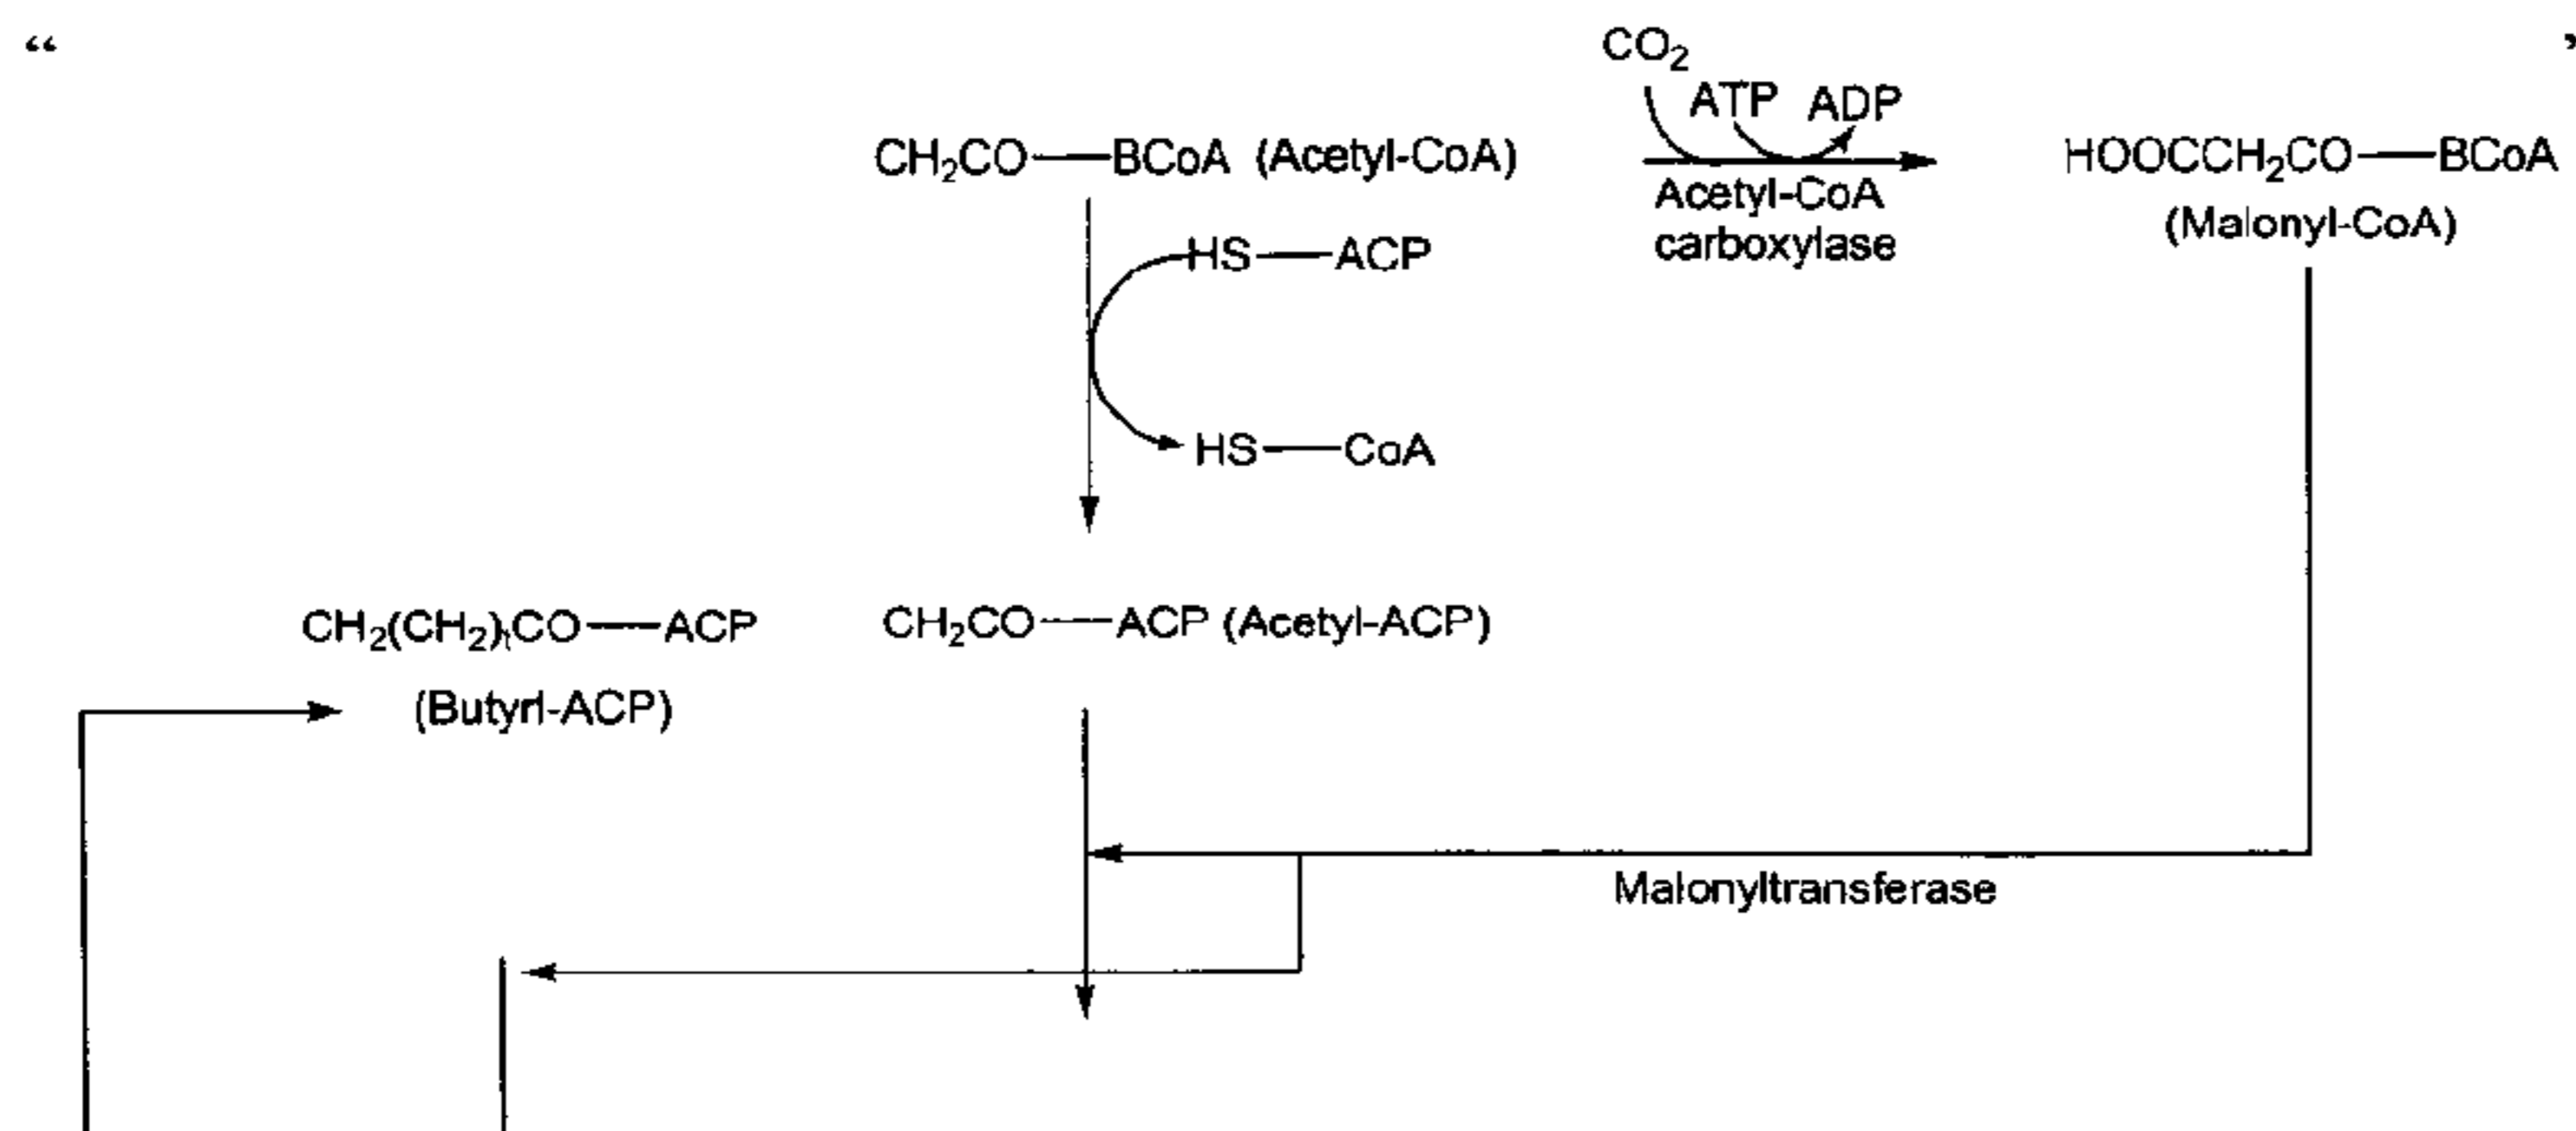 “
CO₂
ATP ADP
”
CH₂CO—BCoA (Acetyl-CoA)
HOOCCH₂CO—BCoA
Acetyl-CoA
carboxylase
(Malonyl-CoA)
HS—ACP
HS—CoA
CH₂(CH₂)ₜCO—ACP
CH₂CO—ACP (Acetyl-ACP)
(Butyrl-ACP)
Malonyltransferase